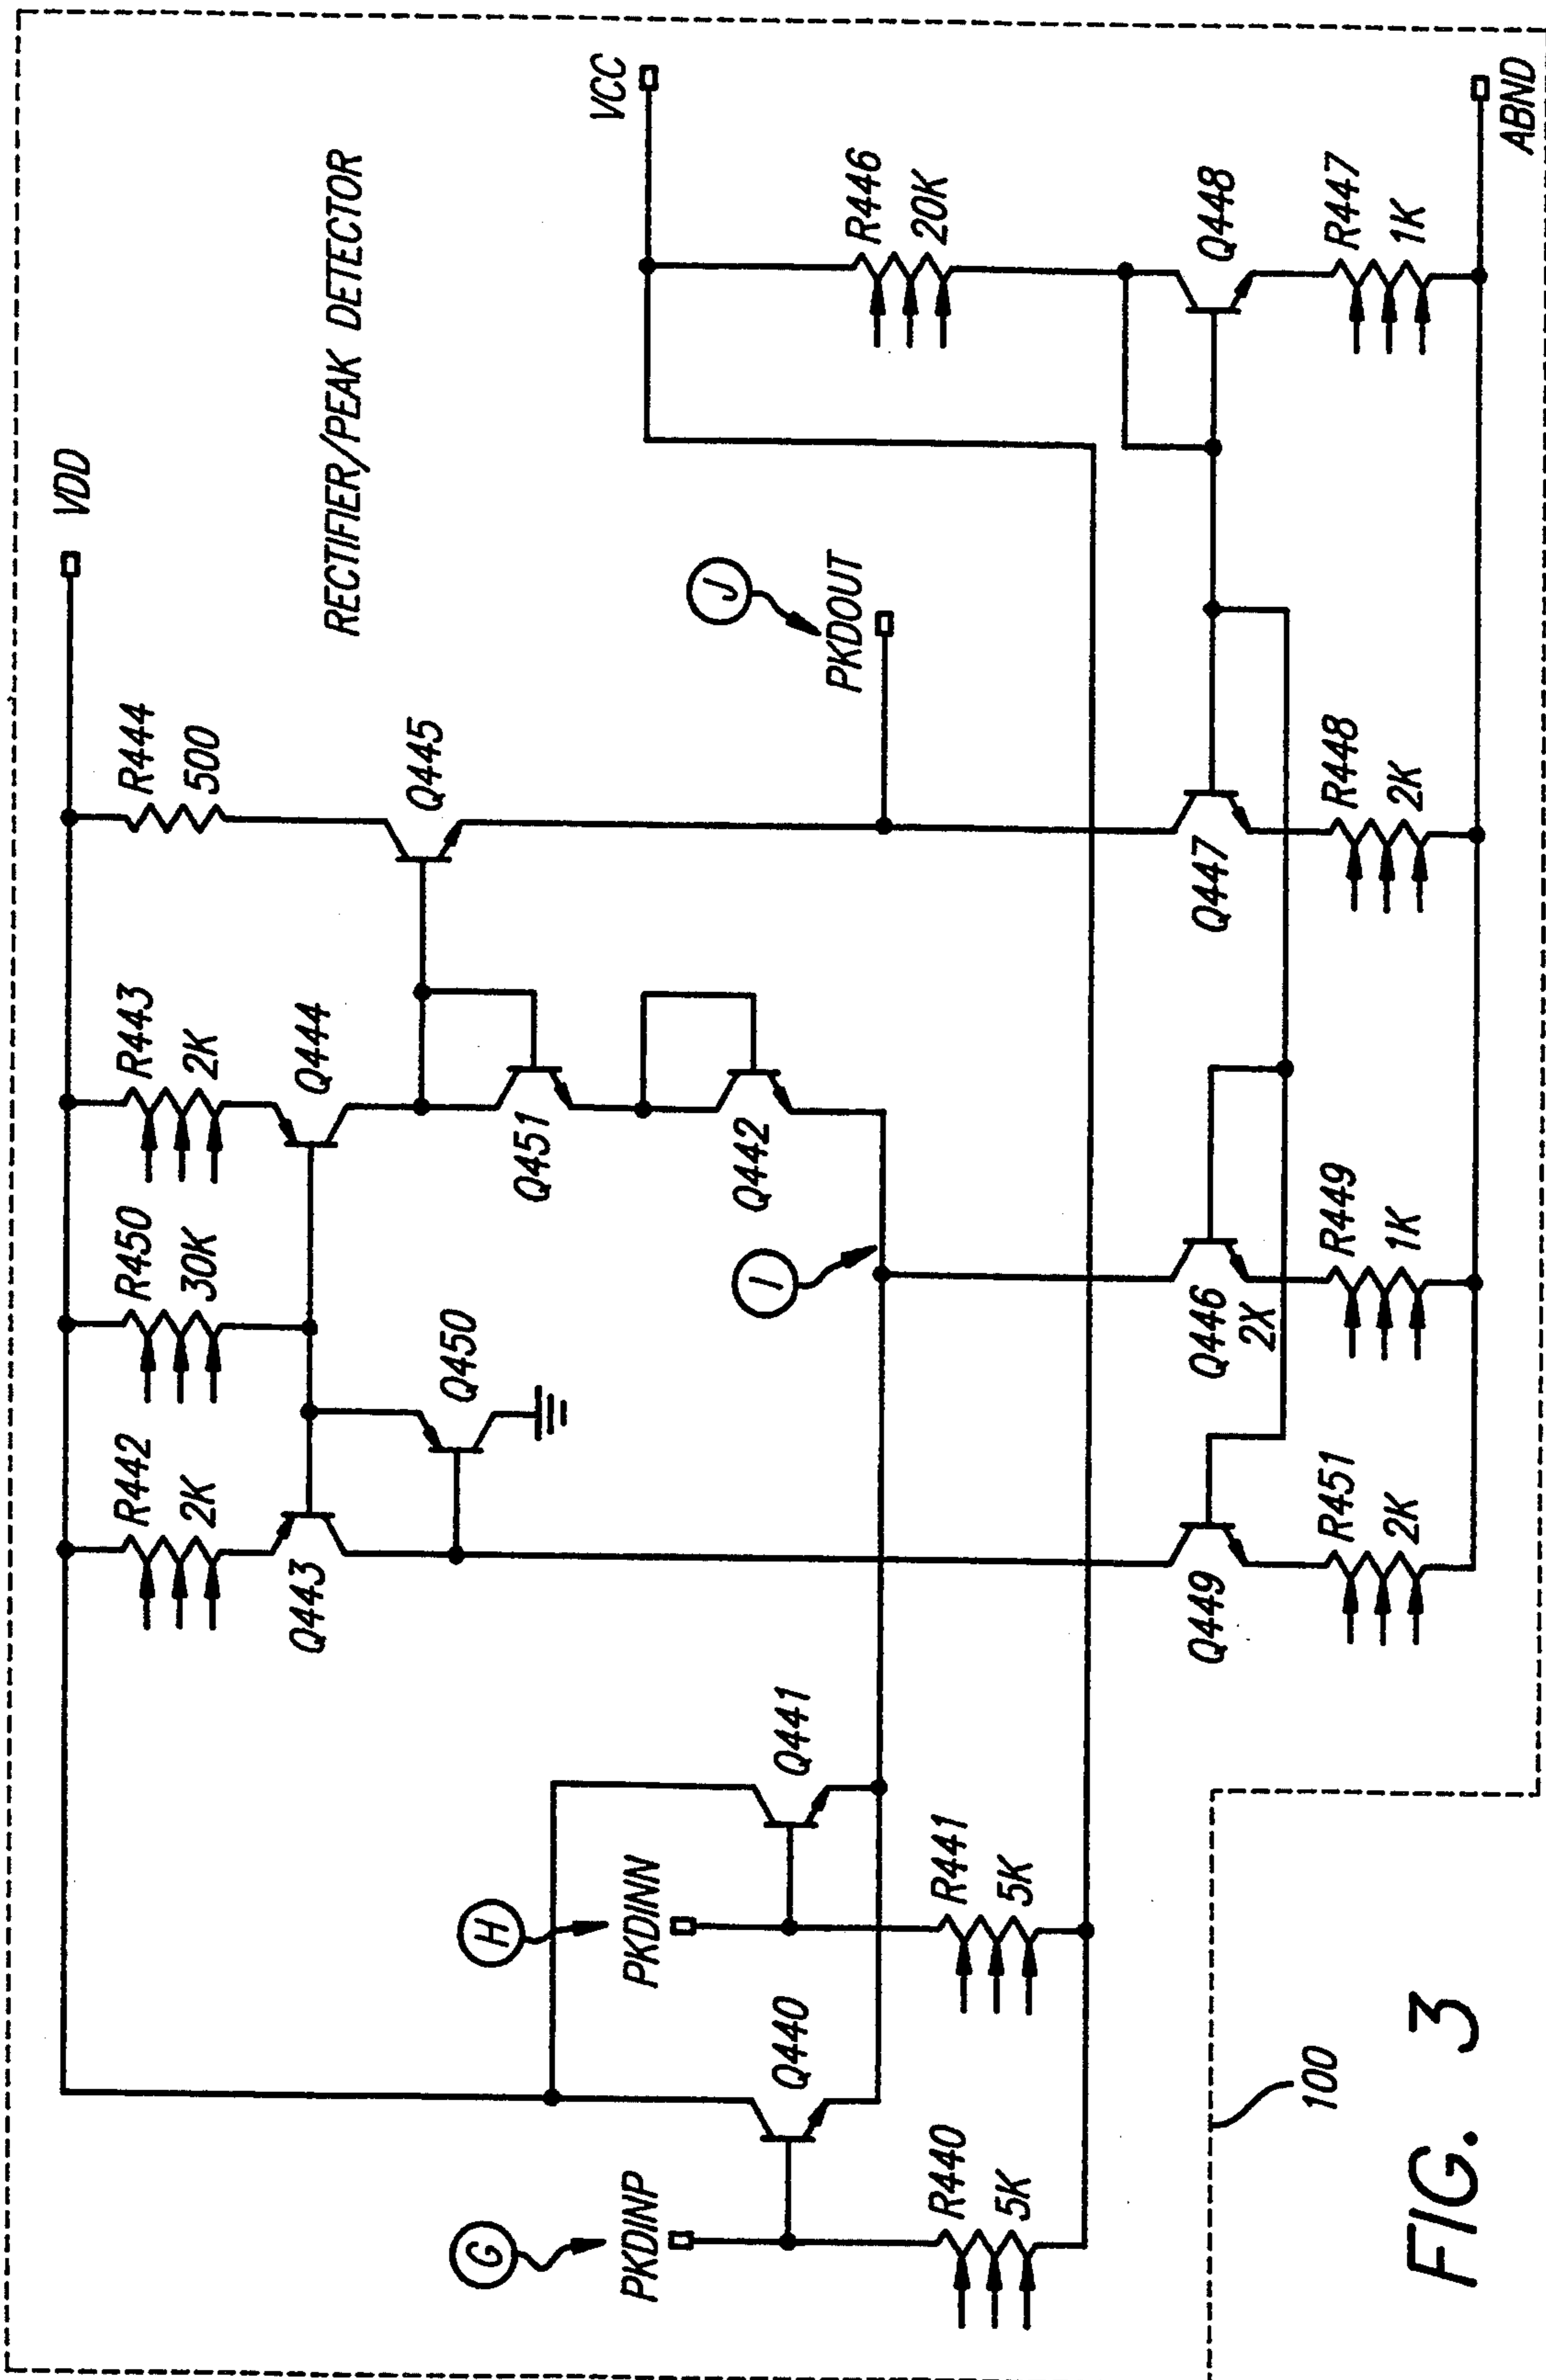 VDD
RECTIFIER/PEAK DETECTOR
VCC
R442
2K
R450
30K
R443
2K
R444
500
Q443
Q450
Q444
Q445
Q451
Q442
R446
20K
H
PKDINN
G
PKDINP
Q440
Q441
I
J
PKDOUT
R440
5K
R441
5K
Q449
Q446
2X
Q447
Q448
R451
2K
R449
1K
R448
2K
R447
1K
ABND
100
FIG. 3